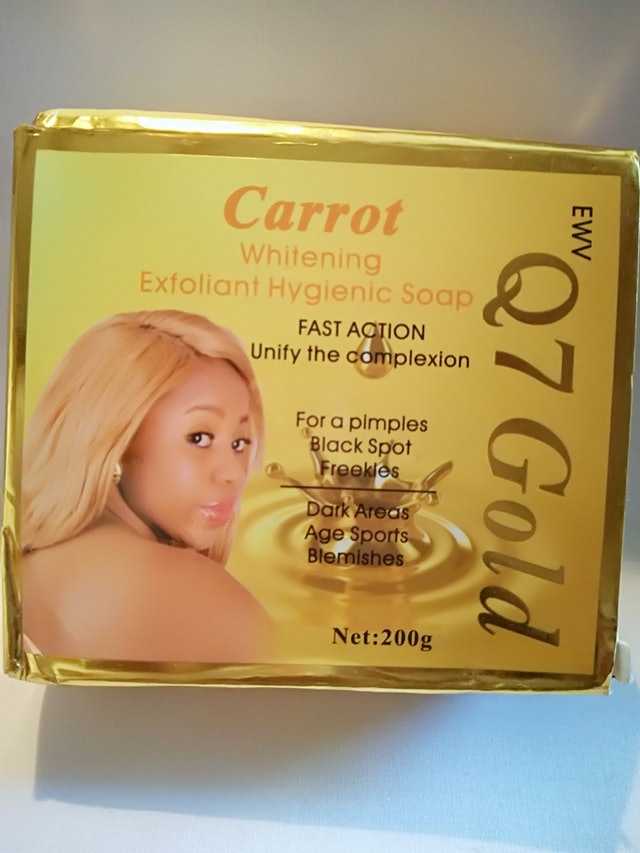 Carrot
Whitening
Exfoliant Hygienic Soap
FAST ACTION
Unify the complexion
For a pimples
Black Spot
Freekles
Dark Areas
Age Sports
Blemishes
Net:200g
EWV
Q7 Gold